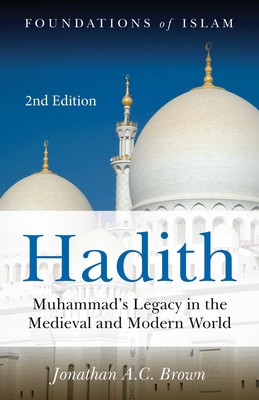 FOUNDATIONS of ISLAM
2nd Edition
Hadith
Muhammad's Legacy in the
Medieval and Modern World
Jonathan A.C. Brown